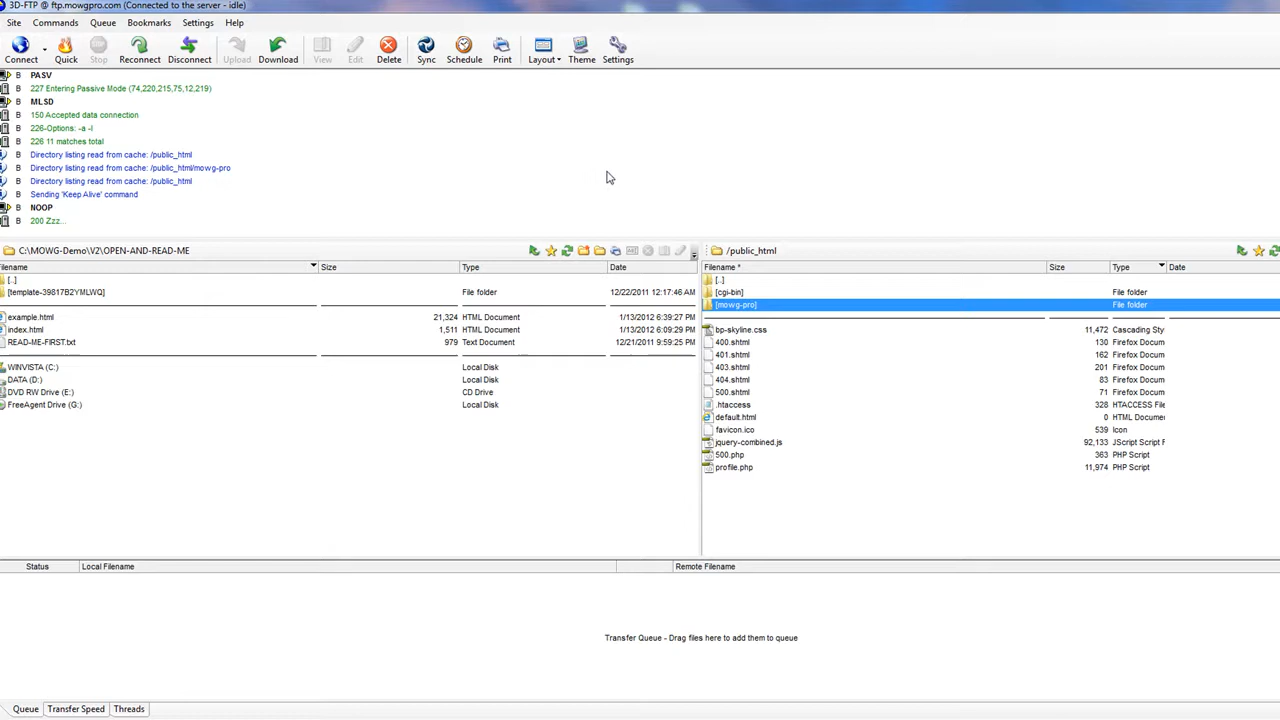 3D-FTP @ ftp.mowgpro.com (Connected to the server - idle)
Site Commands Queue Bookmarks Settings Help
Connect Quick Stop Reconnect Disconnect Upload Download View Edit Delete Sync Schedule Print Layout Theme Settings
B PASV
B 227 Entering Passive Mode (74,220,215,75,12,219)
B MLSD
B 150 Accepted data connection
B 226-Options: -a -l
B 226 11 matches total
B Directory listing read from cache: /public_html
B Directory listing read from cache: /public_html/mowg-pro
B Directory listing read from cache: /public_html
B Sending 'Keep Alive' command
B NOOP
B 200 Zzz...
C:\MOWG-Demo\V2\OPEN-AND-READ-ME
ilename Size Type Date
[..]
[template-39817B2YMLWQ] File folder 12/22/2011 12:17:46 AM
example.html 21,324 HTML Document 1/13/2012 6:39:27 PM
index.html 1,511 HTML Document 1/13/2012 6:09:29 PM
READ-ME-FIRST.txt 979 Text Document 12/21/2011 9:59:25 PM
WINVISTA (C:) Local Disk
DATA (D:) Local Disk
DVD RW Drive (E:) CD Drive
FreeAgent Drive (G:) Local Disk
/public_html
Filename * Size Type Date
[..]
[cgi-bin] File folder
[mowg-pro] File folder
bp-skyline.css 11,472 Cascading Sty
400.shtml 130 Firefox Docum
401.shtml 162 Firefox Docum
403.shtml 201 Firefox Docum
404.shtml 83 Firefox Docum
500.shtml 71 Firefox Docum
.htaccess 328 HTACCESS File
default.html 0 HTML Documer
favicon.ico 539 Icon
jquery-combined.js 92,133 JScript Script F
500.php 363 PHP Script
profile.php 11,974 PHP Script
Status Local Filename Remote Filename
Transfer Queue - Drag files here to add them to queue
Queue Transfer Speed Threads